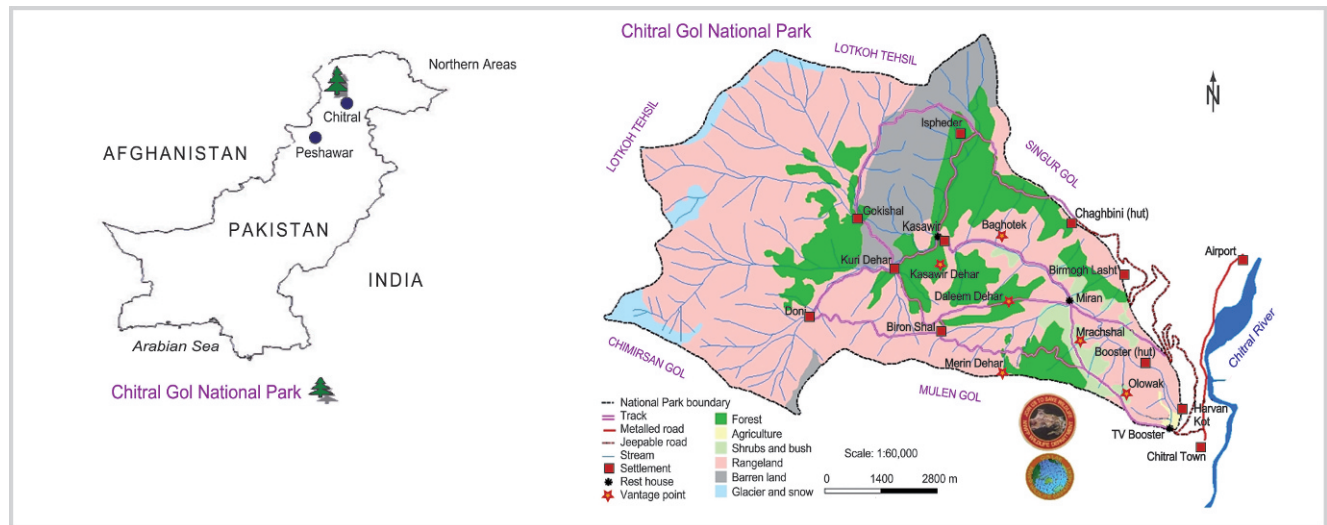 Northern Areas
Chitral
Peshawar
AFGHANISTAN
PAKISTAN
INDIA
Arabian Sea
Chitral Gol National Park
Chitral Gol National Park
LOTKOH TEHSIL
N
LOTKOH TEHSIL
Ispheder
SINGUR GOL
Gokishal
Kasawir
Baghotek
Chaghbini (hut)
Airport
Kuri Dehar
Kasawir Dehar
Birmogh Lasht
Daleem Dehar
Miran
Doni
Biron Shal
Mrachshal
Chitral River
Booster (hut)
CHIMIRSAN GOL
Merin Dehar
MULEN GOL
Olowak
Harvan
Kot
TV Booster
Chitral Town
National Park boundary
Track
Metalled road
Jeepable road
Stream
Settlement
Rest house
Vantage point
Forest
Agriculture
Shrubs and bush
Rangeland
Barren land
Glacier and snow
Scale: 1:60,000
0 1400 2800 m